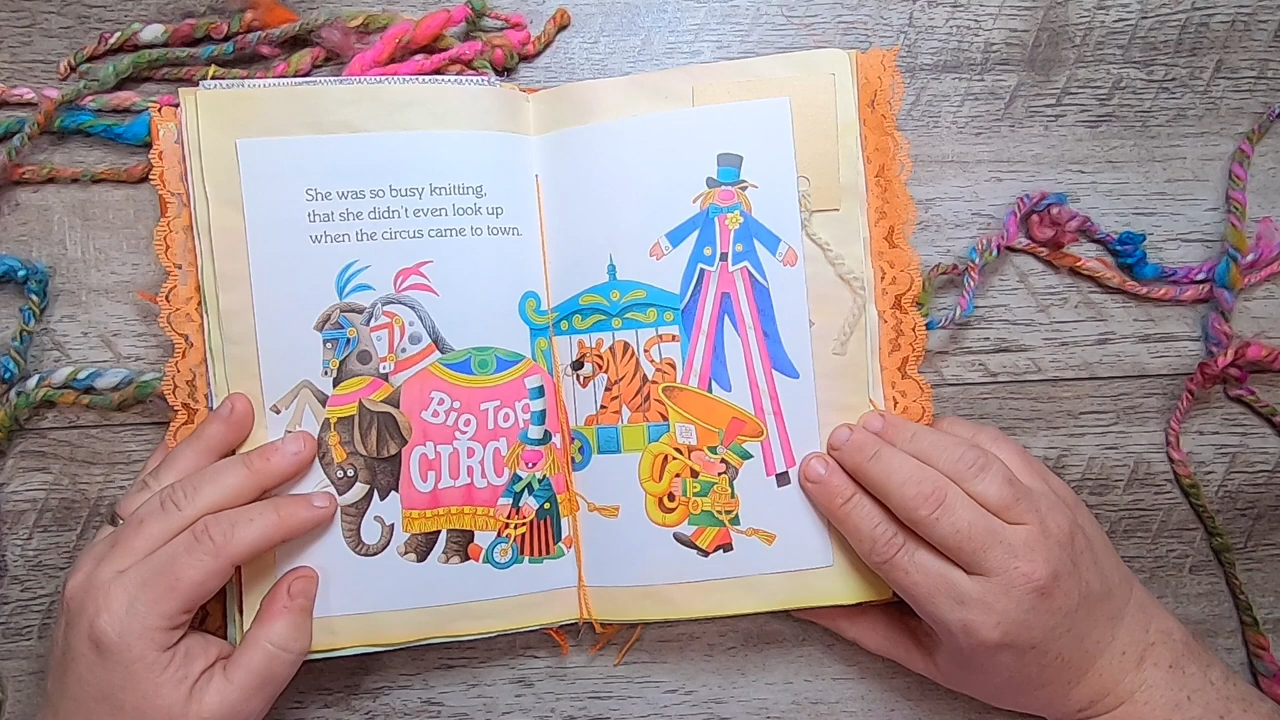 She was so busy knitting,
that she didn't even look up
when the circus came to town.
Big Top
CIRC